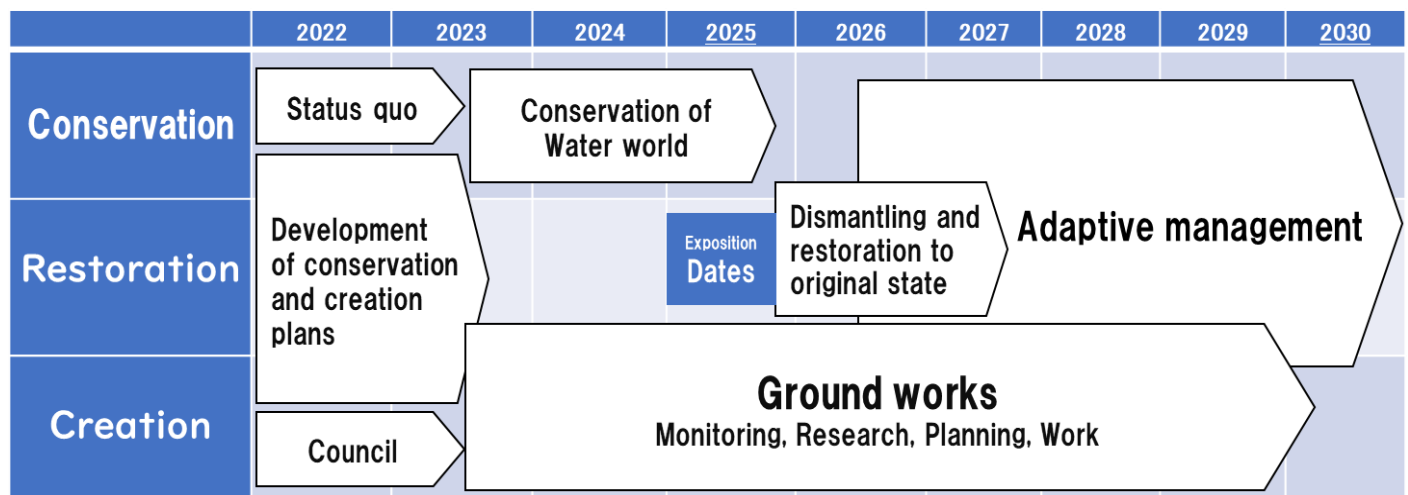 2022 2023 2024 2025 2026 2027 2028 2029 2030
Conservation
Status quo
Conservation of
Water world
Development
of conservation
and creation
plans
Restoration
Exposition
Dates
Dismantling and
restoration to
original state
Adaptive management
Creation
Council
Ground works
Monitoring, Research, Planning, Work